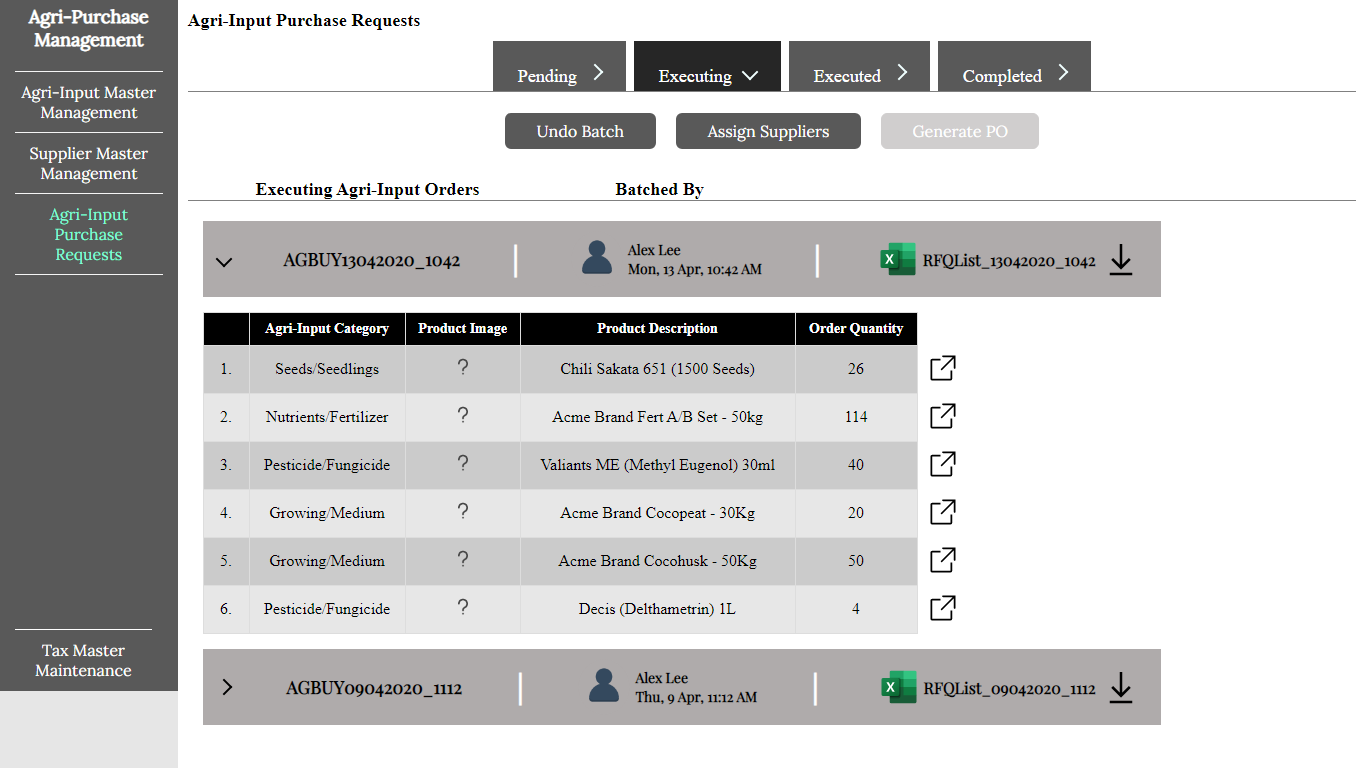 Agri-Purchase
Management
Agri-Input Master
Management
Supplier Master
Management
Agri-Input
Purchase
Requests
Tax Master
Maintenance
Agri-Input Purchase Requests
Pending
Executing
Executed
Completed
Undo Batch
Assign Suppliers
Generate PO
Executing Agri-Input Orders Batched By
AGBUY13042020_1042
Alex Lee
Mon, 13 Apr, 10:42 AM
X RFQList_13042020_1042
Agri-Input Category Product Image Product Description Order Quantity
1. Seeds/Seedlings ? Chili Sakata 651 (1500 Seeds) 26
2. Nutrients/Fertilizer ? Acme Brand Fert A/B Set - 50kg 114
3. Pesticide/Fungicide ? Valiants ME (Methyl Eugenol) 30ml 40
4. Growing/Medium ? Acme Brand Cocopeat - 30Kg 20
5. Growing/Medium ? Acme Brand Cocohusk - 50Kg 50
6. Pesticide/Fungicide ? Decis (Delthametrin) 1L 4
AGBUY09042020_1112
Alex Lee
Thu, 9 Apr, 11:12 AM
X RFQList_09042020_1112